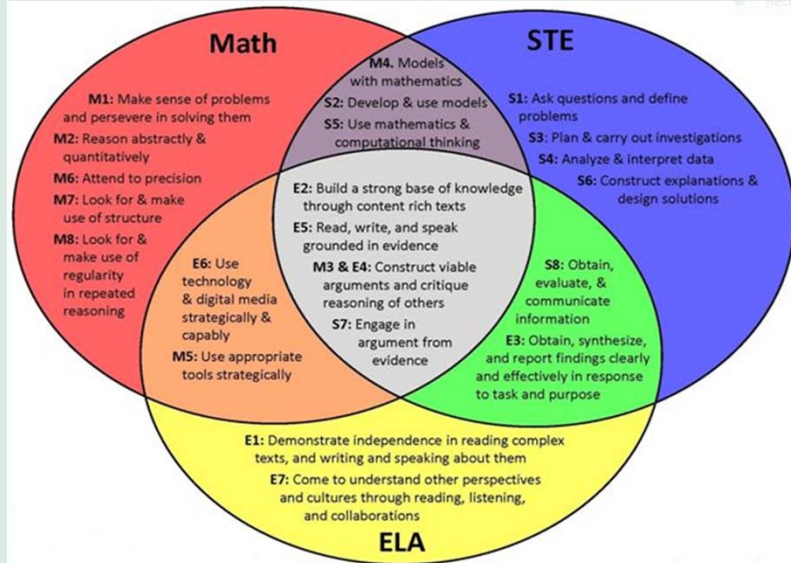 Math
STE
M4. Models
with mathematics
S2: Develop & use models
S5: Use mathematics &
computational thinking
M1: Make sense of problems
and persevere in solving them
M2: Reason abstractly &
quantitatively
M6: Attend to precision
M7: Look for & make
use of structure
M8: Look for &
make use of
regularity
in repeated
reasoning
S1: Ask questions and define
problems
S3: Plan & carry out investigations
S4: Analyze & interpret data
S6: Construct explanations &
design solutions
E2: Build a strong base of knowledge
through content rich texts
E5: Read, write, and speak
grounded in evidence
M3 & E4: Construct viable
arguments and critique
reasoning of others
S7: Engage in
argument from
evidence
E6: Use
technology
& digital media
strategically &
capably
M5: Use appropriate
tools strategically
S8: Obtain,
evaluate, &
communicate
information
E3: Obtain, synthesize,
and report findings clearly
and effectively in response
to task and purpose
E1: Demonstrate independence in reading complex
texts, and writing and speaking about them
E7: Come to understand other perspectives
and cultures through reading, listening,
and collaborations
ELA